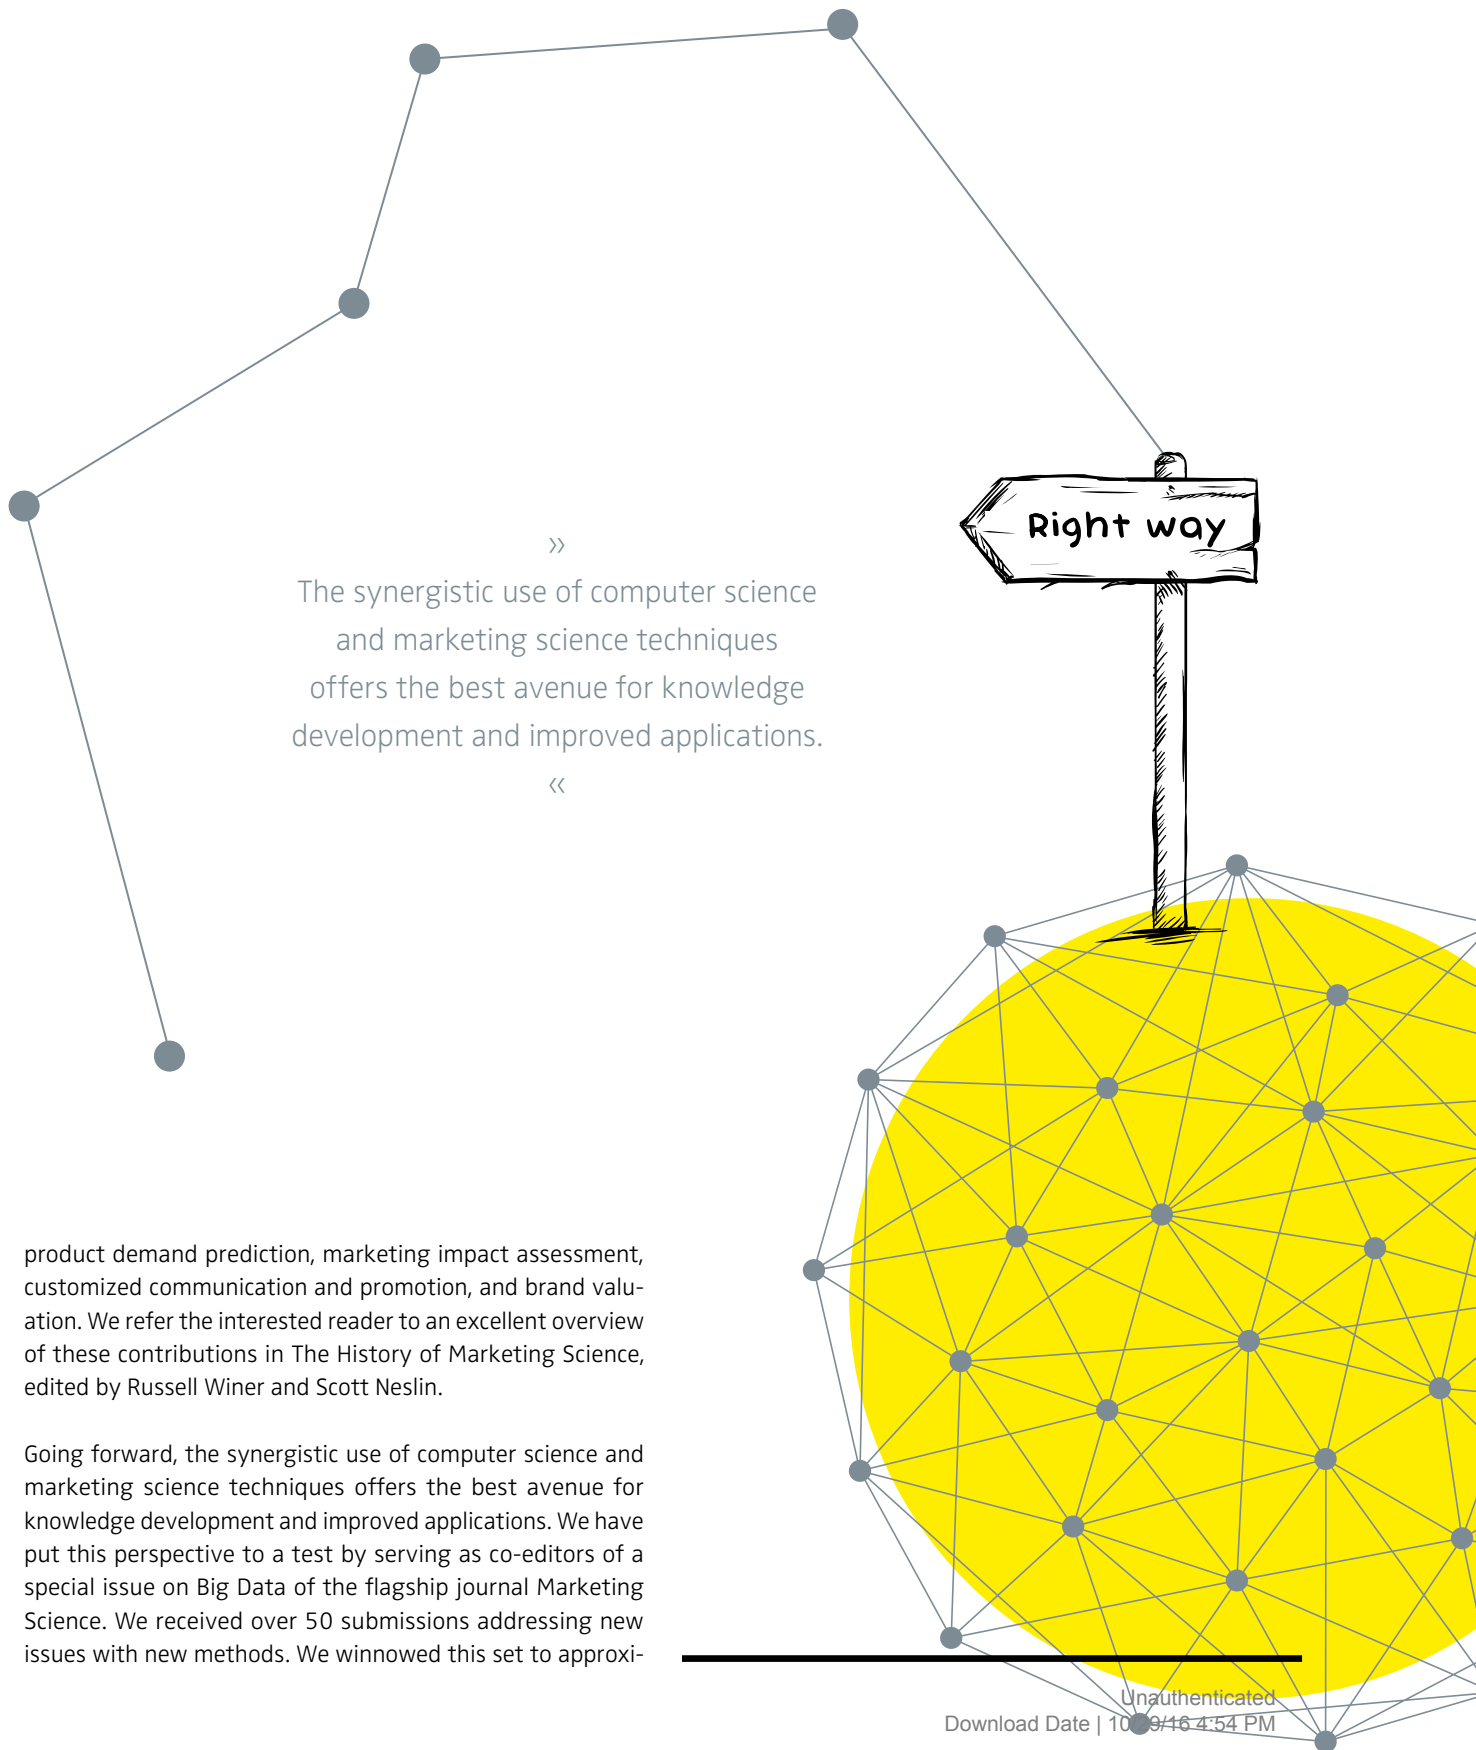 Right way
»
The synergistic use of computer science
and marketing science techniques
offers the best avenue for knowledge
development and improved applications.
«
product demand prediction, marketing impact assessment,
customized communication and promotion, and brand valu-
ation. We refer the interested reader to an excellent overview
of these contributions in The History of Marketing Science,
edited by Russell Winer and Scott Neslin.
Going forward, the synergistic use of computer science and
marketing science techniques offers the best avenue for
knowledge development and improved applications. We have
put this perspective to a test by serving as co-editors of a
special issue on Big Data of the flagship journal Marketing
Science. We received over 50 submissions addressing new
issues with new methods. We winnowed this set to approxi-
Unauthenticated
Download Date | 10/29/16 4:54 PM